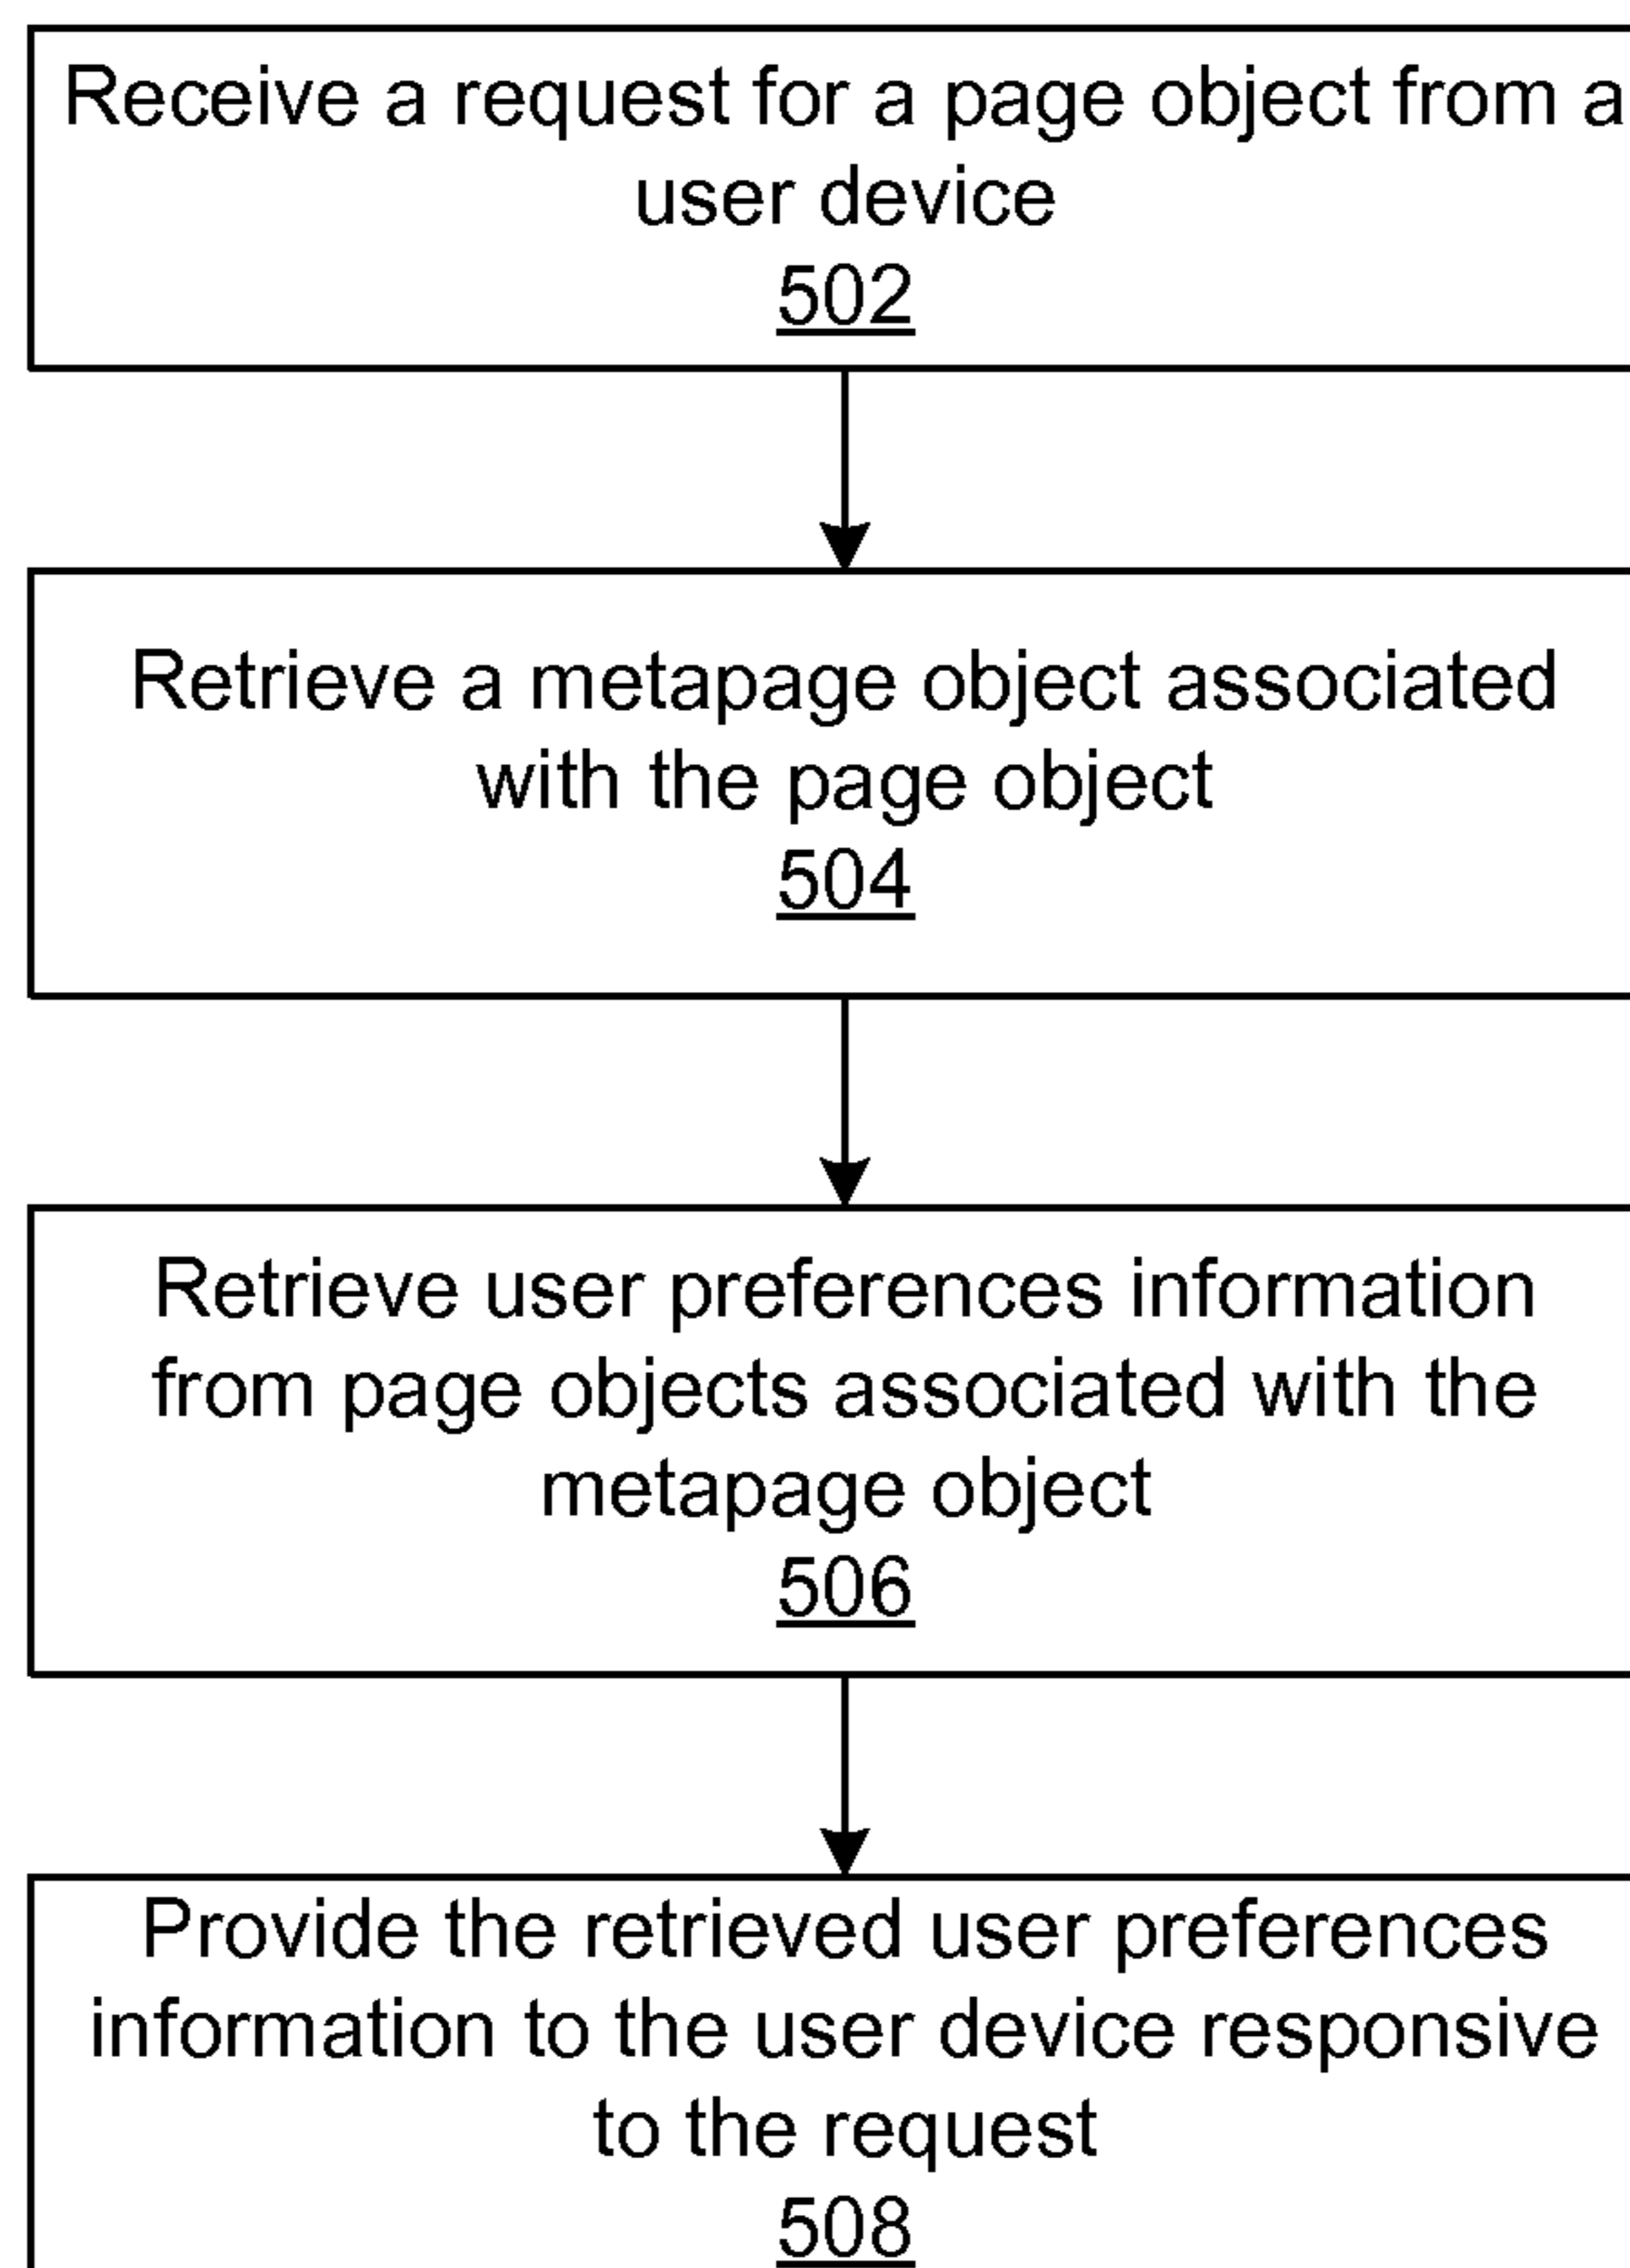 Receive a request for a page object from a
user device
502
Retrieve a metapage object associated
with the page object
504
Retrieve user preferences information
from page objects associated with the
metapage object
506
Provide the retrieved user preferences
information to the user device responsive
to the request
508